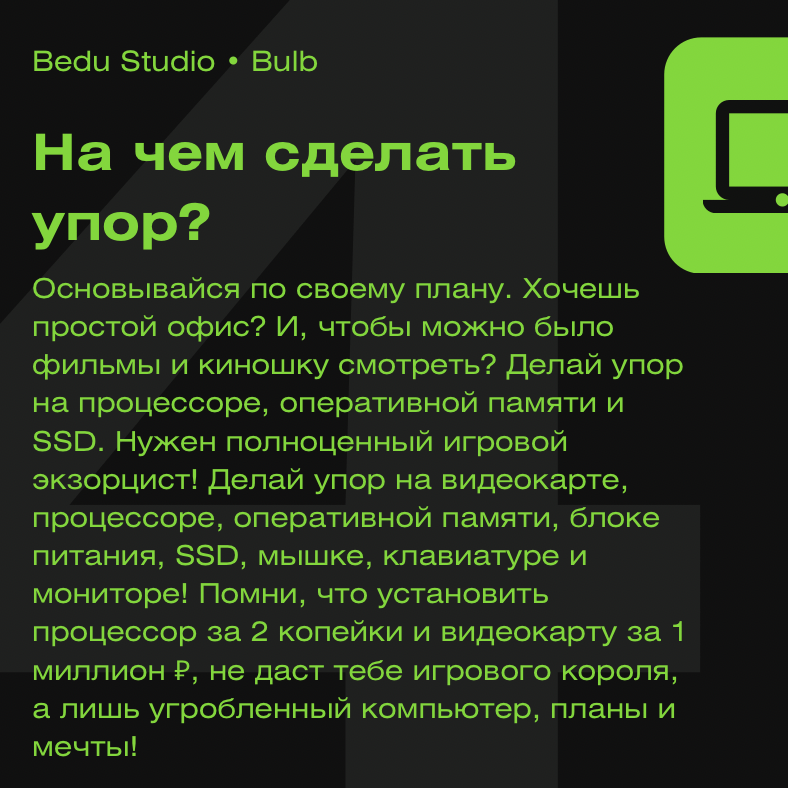 Bedu Studio • Bulb
На чем сделать
упор?
Основывайся по своему плану. Хочешь
простой офис? И, чтобы можно было
фильмы и киношку смотреть? Делай упор
на процессоре, оперативной памяти и
SSD. Нужен полноценный игровой
экзорцист! Делай упор на видеокарте,
процессоре, оперативной памяти, блоке
питания, SSD, мышке, клавиатуре и
мониторе! Помни, что установить
процессор за 2 копейки и видеокарту за 1
миллион ₽, не даст тебе игрового короля,
а лишь угробленный компьютер, планы и
мечты!
4